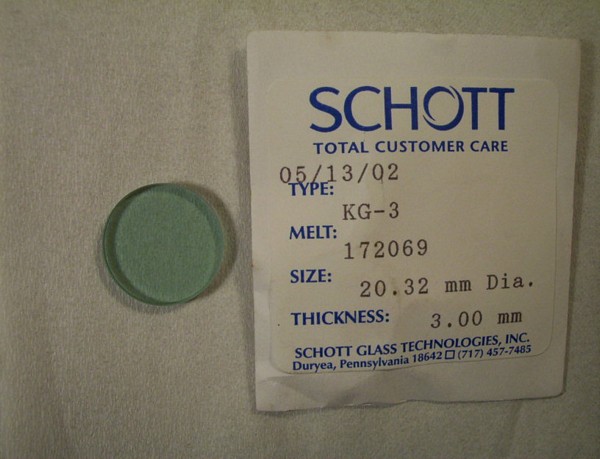 SCHOTT
TOTAL CUSTOMER CARE
05/13/02
TYPE:
KG-3
MELT:
172069
SIZE:
20.32 mm Dia.
THICKNESS:
3.00 mm
SCHOTT GLASS TECHNOLOGIES, INC.
Duryea, Pennsylvania 18642 □ (717) 457-7485